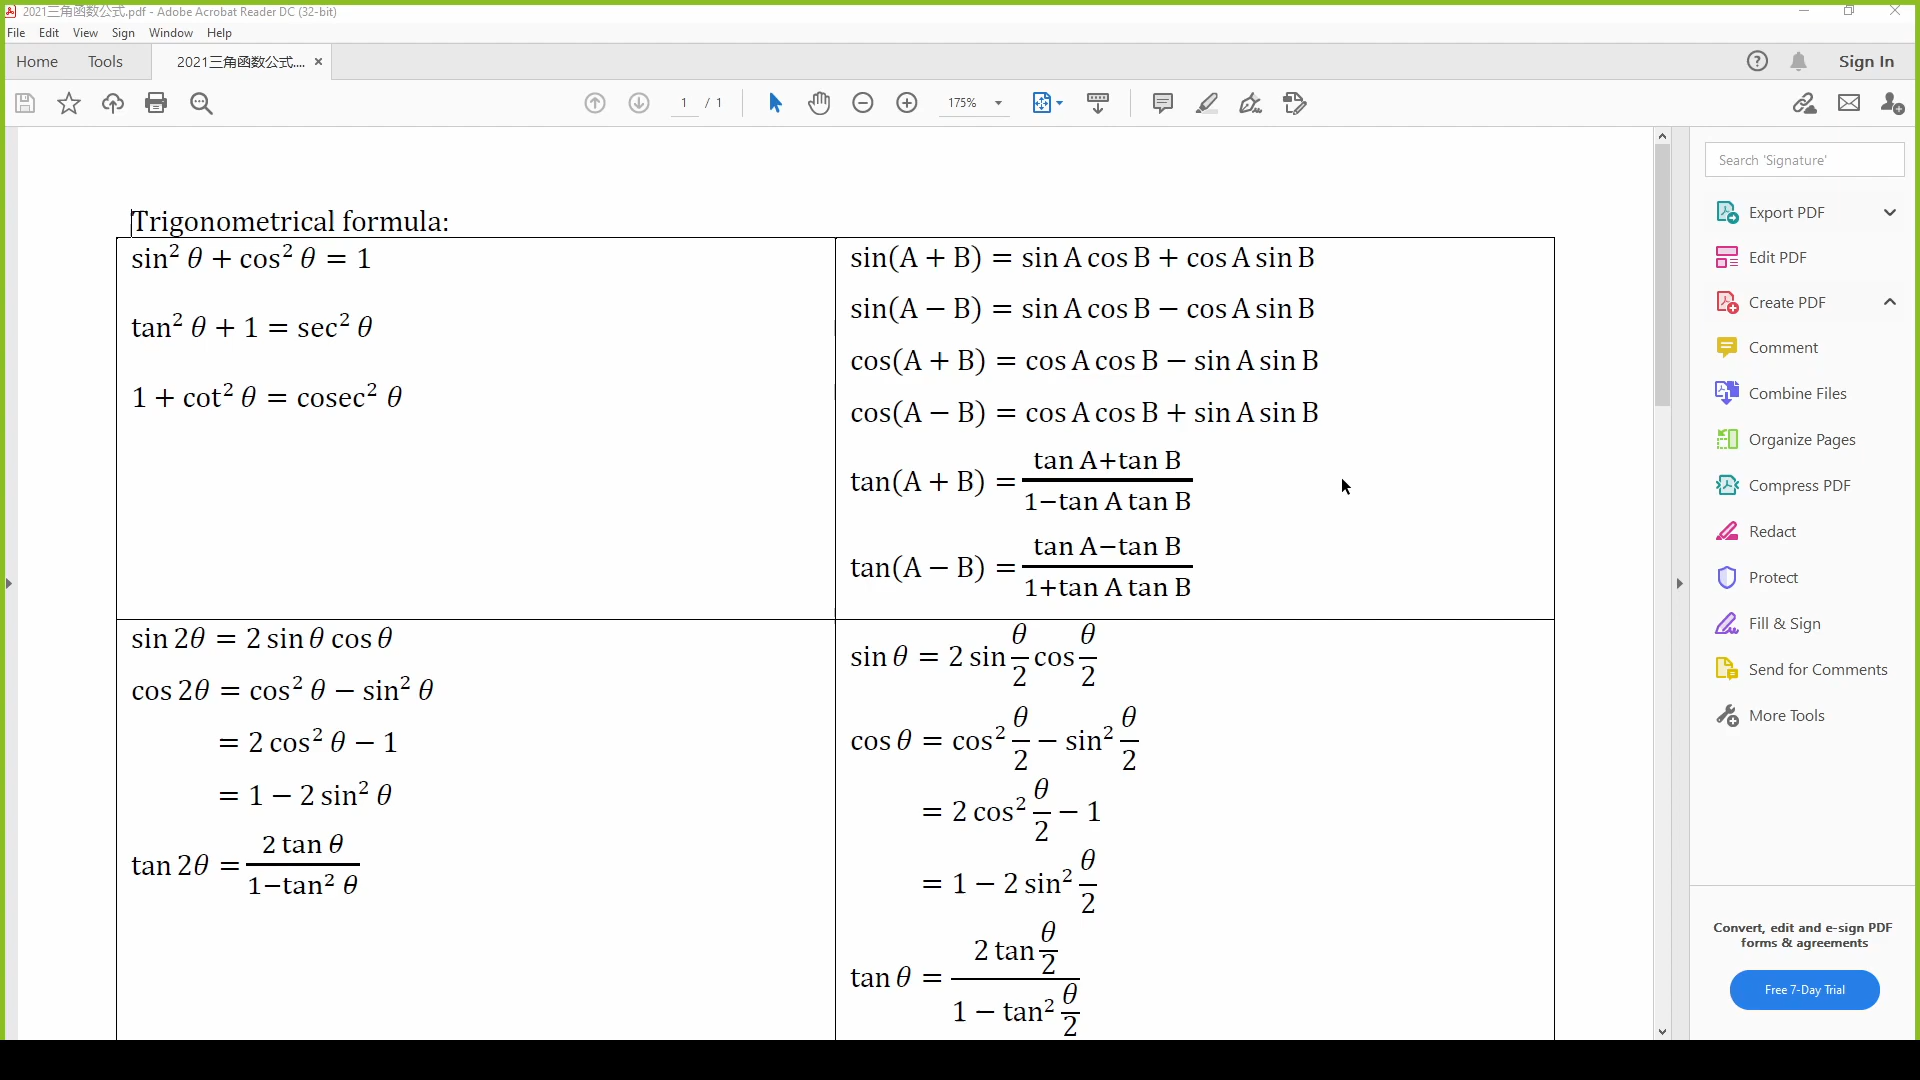 2021三角函数公式.pdf - Adobe Acrobat Reader DC (32-bit)
File Edit View Sign Window Help
Home Tools 2021三角函数公式.... × Sign In
1 / 1 175%
Search 'Signature'
Export PDF
Edit PDF
Create PDF
Comment
Combine Files
Organize Pages
Compress PDF
Redact
Protect
Fill & Sign
Send for Comments
More Tools
Convert, edit and e-sign PDF
forms & agreements
Free 7-Day Trial
Trigonometrical formula:
sin² θ + cos² θ = 1
tan² θ + 1 = sec² θ
1 + cot² θ = cosec² θ
sin(A + B) = sin A cos B + cos A sin B
sin(A − B) = sin A cos B − cos A sin B
cos(A + B) = cos A cos B − sin A sin B
cos(A − B) = cos A cos B + sin A sin B
tan(A + B) = (tan A+tan B)/(1−tan A tan B)
tan(A − B) = (tan A−tan B)/(1+tan A tan B)
sin 2θ = 2 sin θ cos θ
cos 2θ = cos² θ − sin² θ
= 2 cos² θ − 1
= 1 − 2 sin² θ
tan 2θ = (2 tan θ)/(1−tan² θ)
sin θ = 2 sin θ/2 cos θ/2
cos θ = cos² θ/2 − sin² θ/2
= 2 cos² θ/2 − 1
= 1 − 2 sin² θ/2
tan θ = (2 tan θ/2)/(1 − tan² θ/2)